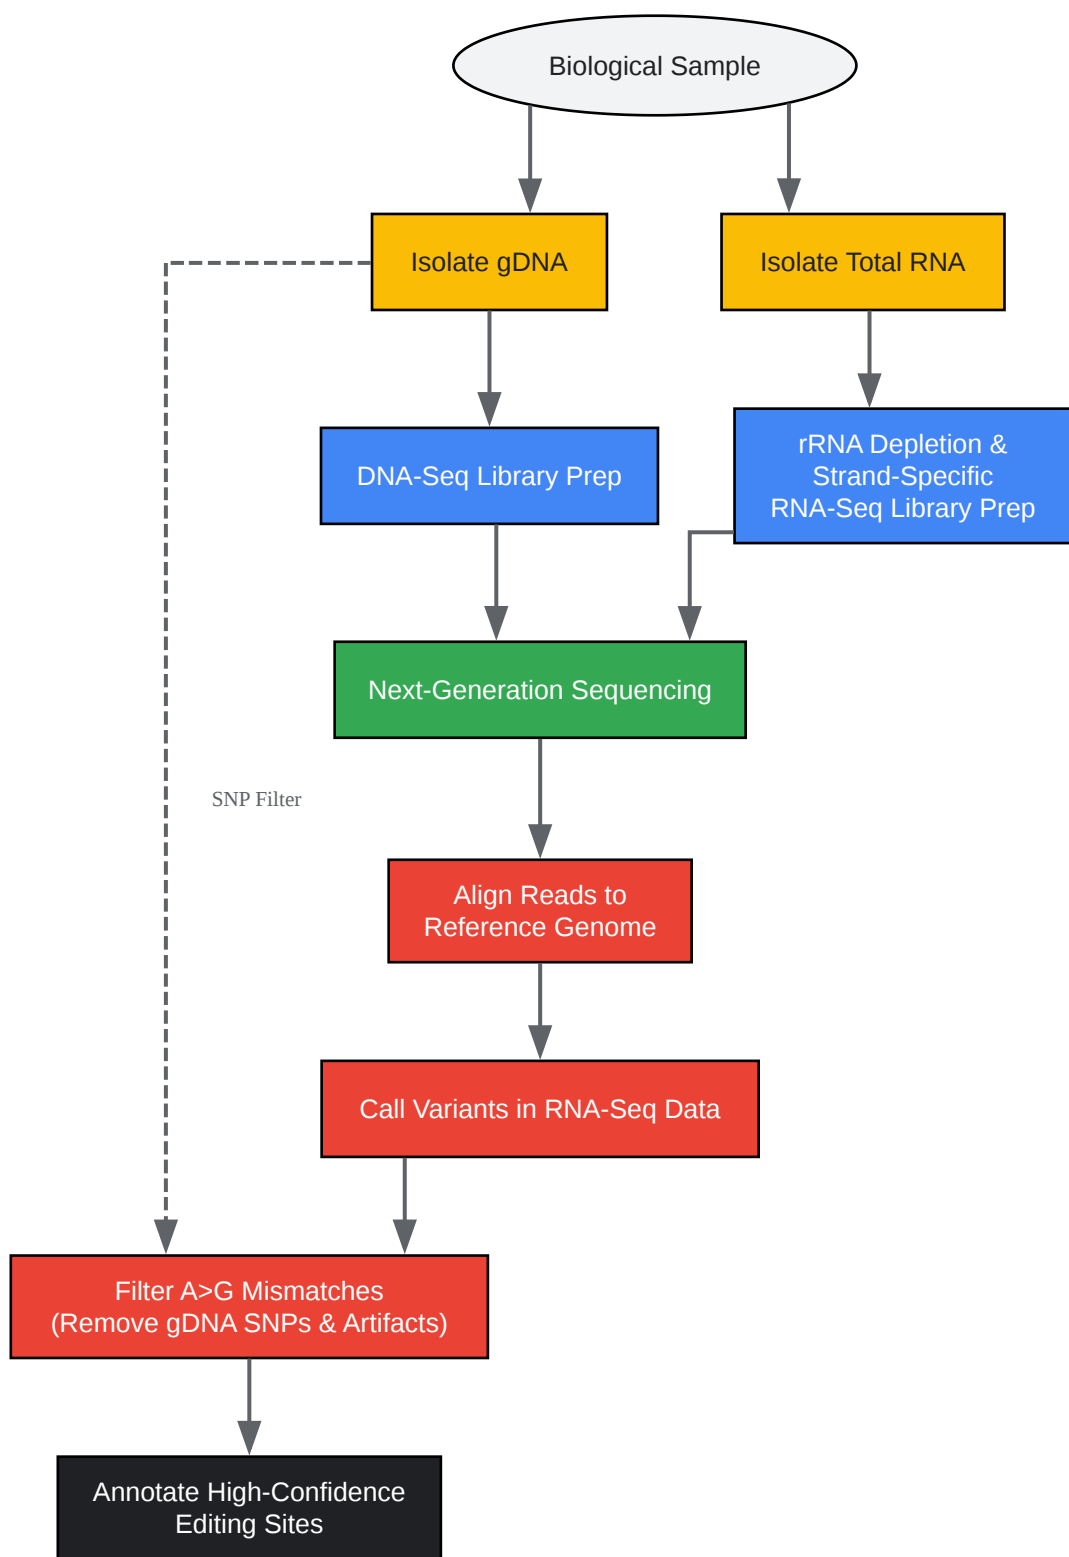 Biological Sample
Isolate gDNA
Isolate Total RNA
DNA-Seq Library Prep
rRNA Depletion &
Strand-Specific
RNA-Seq Library Prep
Next-Generation Sequencing
SNP Filter
Align Reads to
Reference Genome
Call Variants in RNA-Seq Data
Filter A>G Mismatches
(Remove gDNA SNPs & Artifacts)
Annotate High-Confidence
Editing Sites